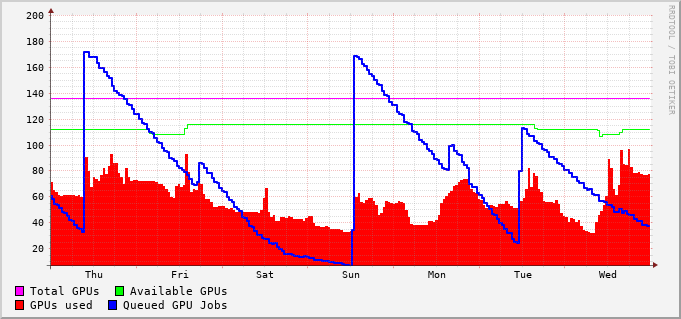 200
180
160
140
120
100
80
60
40
20
Thu Fri Sat Sun Mon Tue Wed
Total GPUs Available GPUs
GPUs used Queued GPU Jobs
RRDTOOL / TOBI OETIKER